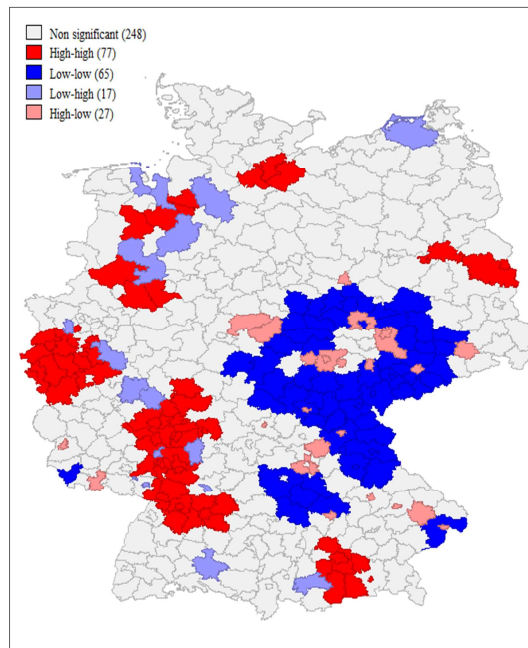 Non significant (248)
High-high (77)
Low-low (65)
Low-high (17)
High-low (27)